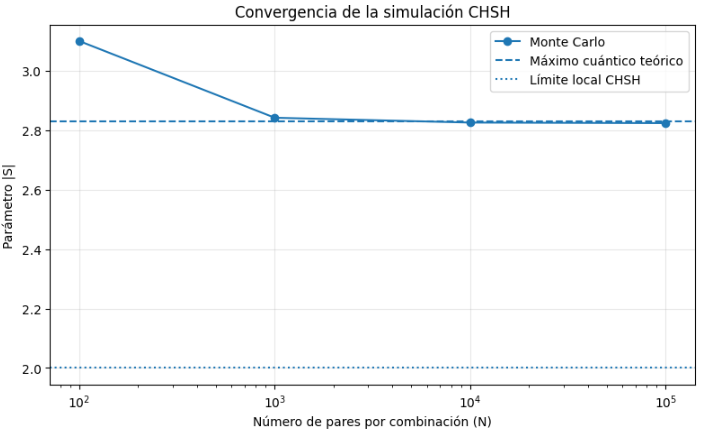 Convergencia de la simulación CHSH
Monte Carlo
Máximo cuántico teórico
Límite local CHSH
Parámetro |S|
3.0
2.8
2.6
2.4
2.2
2.0
10² 10³ 10⁴ 10⁵
Número de pares por combinación (N)